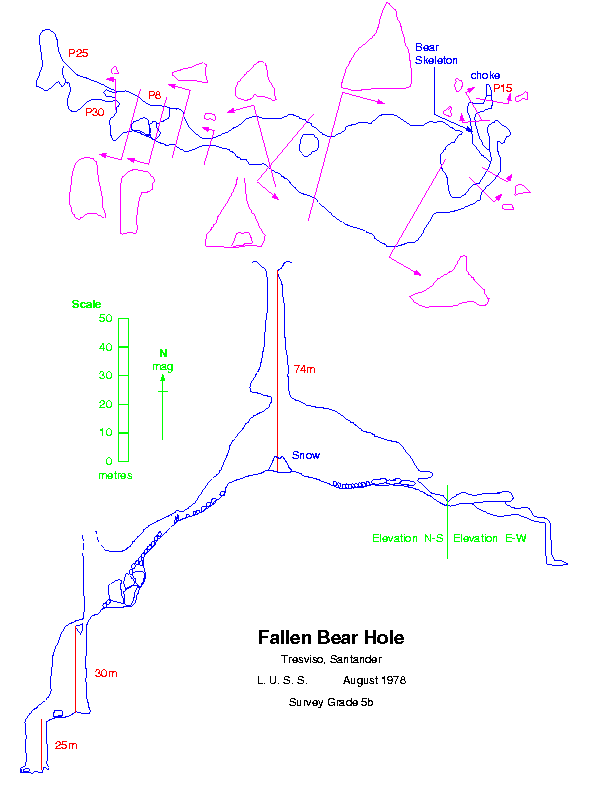 Bear
Skeleton
P25
choke
P15
P8
P30
Scale
50
40
30
20
10
0
metres
N
mag
74m
Snow
Elevation N-S
Elevation E-W
Fallen Bear Hole
Tresviso, Santander
L. U. S. S. August 1978
Survey Grade 5b
30m
25m